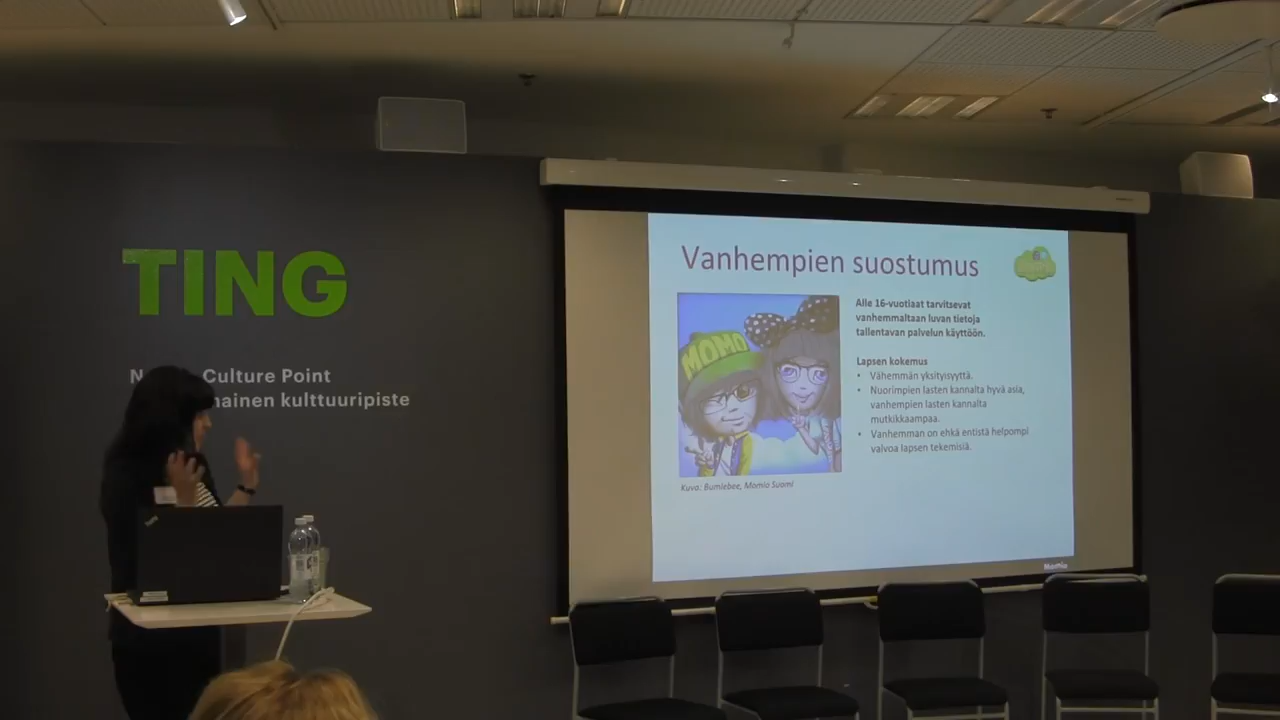 TING
Culture Point
mainen kulttuuripiste
Vanhempien suostumus
MOMO
Alle 16-vuotiaat tarvitsevat
vanhemmaltaan luvan tietoja
tallentavan palvelun käyttöön.
Lapsen kokemus
• Vähemmän yksityisyyttä.
• Nuorimpien lasten kannalta hyvä asia,
vanhempien lasten kannalta
mutkikkaampaa.
• Vanhemman on ehkä entistä helpompi
valvoa lapsen tekemisiä.
Kuva: Bumlebee, Momio Suomi
Momio